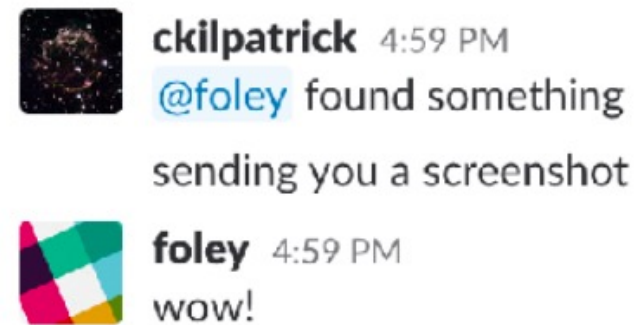 ckilpatrick 4:59 PM
@foley found something
sending you a screenshot
foley 4:59 PM
wow!